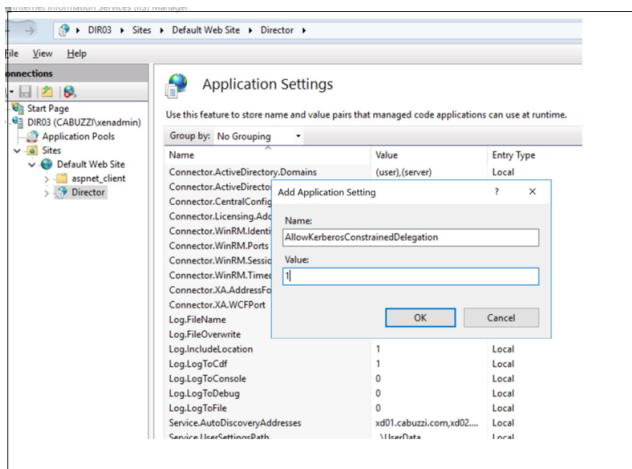 Internet Information Services (IIS) Manager
DIR03 ▸ Sites ▸ Default Web Site ▸ Director ▸
File View Help
onnections
Start Page
DIR03 (CABUZZI\xenadmin)
Application Pools
Sites
Default Web Site
aspnet_client
Director
Application Settings
Use this feature to store name and value pairs that managed code applications can use at runtime.
Group by: No Grouping
Name Value Entry Type
Connector.ActiveDirectory.Domains (user),(server) Local
Connector.ActiveDirecto
Connector.CentralConfig
Connector.Licensing.Add
Connector.WinRM.Identi
Connector.WinRM.Ports
Connector.WinRM.Sessio
Connector.WinRM.Timeo
Connector.XA.AddressFo
Connector.XA.WCFPort
Log.FileName
Log.FileOverwrite
Log.IncludeLocation 1 Local
Log.LogToCdf 1 Local
Log.LogToConsole 0 Local
Log.LogToDebug 0 Local
Log.LogToFile 0 Local
Service.AutoDiscoveryAddresses xd01.cabuzzi.com,xd02.... Local
Service.UserSettingsPath ..\UserData Local
Add Application Setting ? ×
Name:
AllowKerberosConstrainedDelegation
Value:
1
OK Cancel